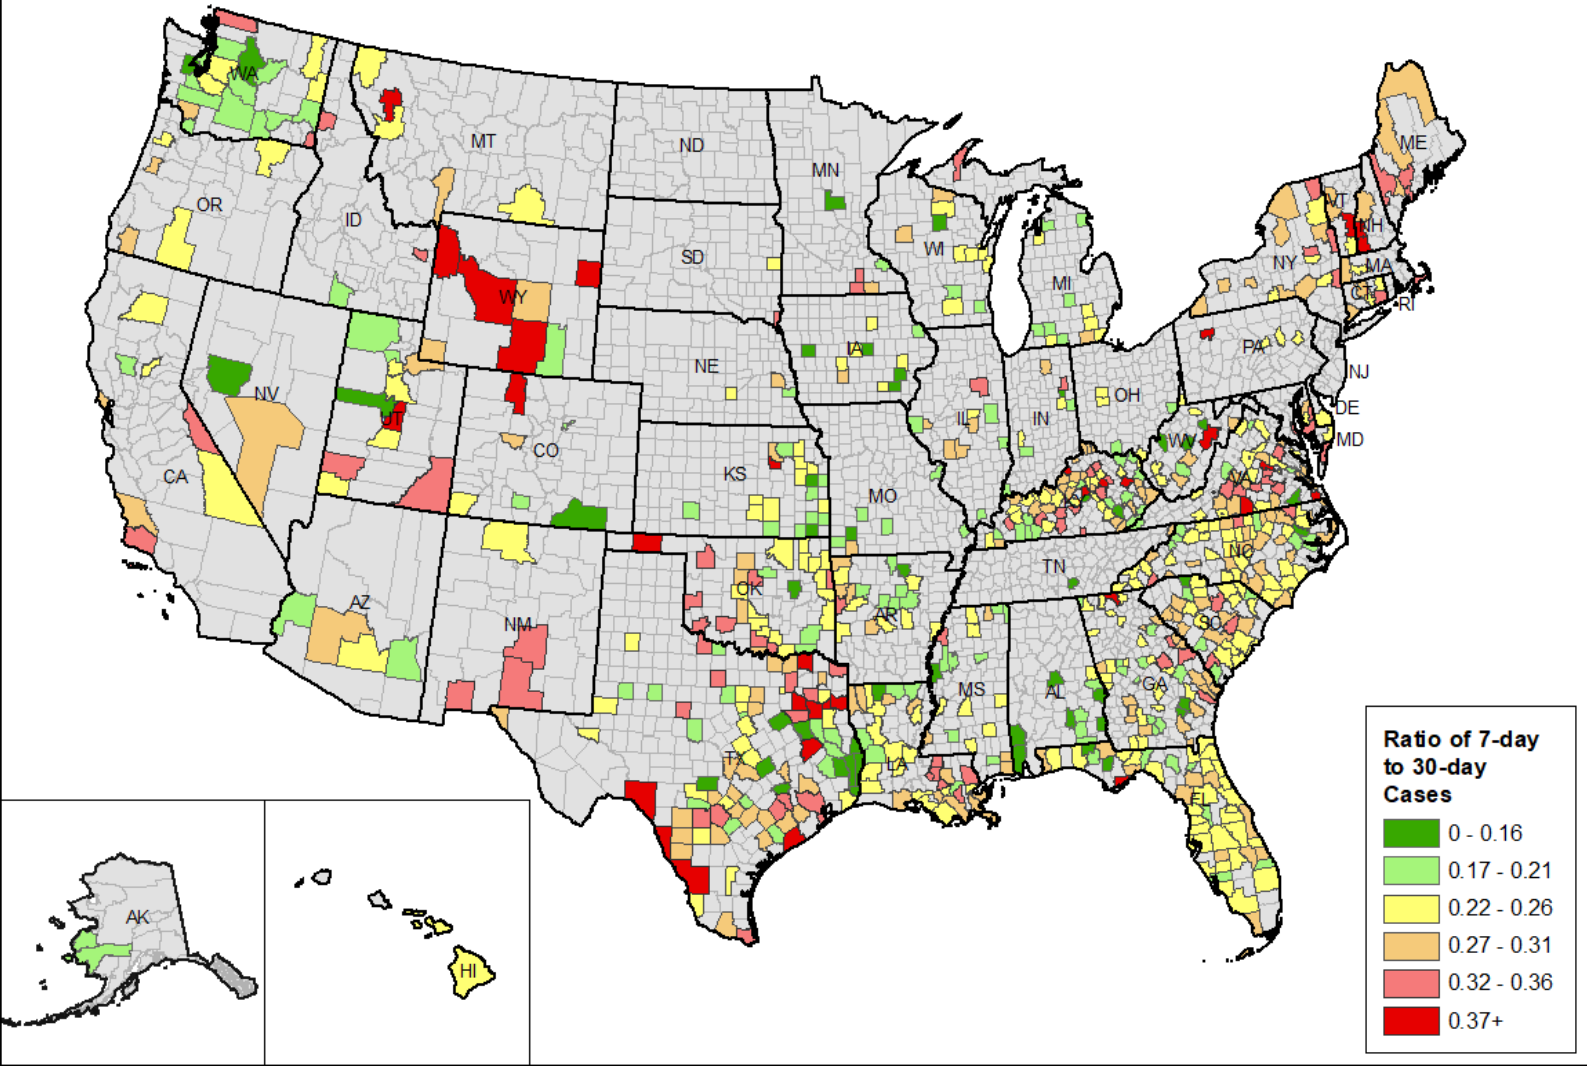 WA
MT
ND
MN
ME
OR
ID
SD
WI
MI
VT
NH
NY
MA
CT
RI
WY
NE
IA
PA
NJ
NV
UT
CO
IL
IN
OH
DE
MD
CA
KS
MO
WV
VA
AZ
NM
OK
AR
TN
NC
SC
MS
AL
GA
TX
LA
FL
AK
HI
Ratio of 7-day
to 30-day
Cases
0 - 0.16
0.17 - 0.21
0.22 - 0.26
0.27 - 0.31
0.32 - 0.36
0.37+